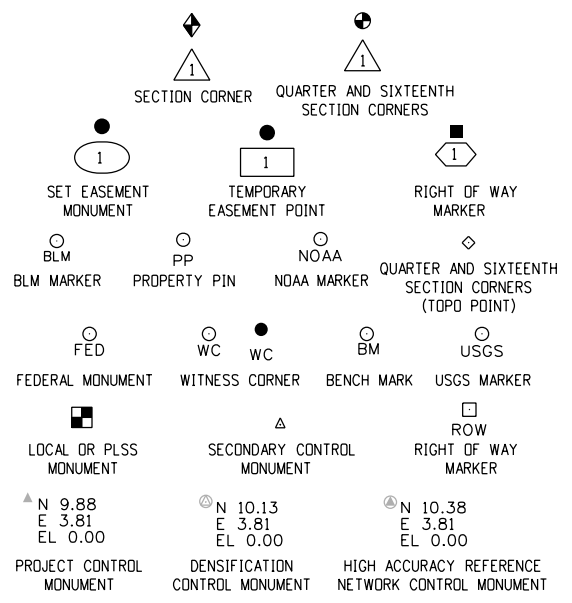 1 1
SECTION CORNER QUARTER AND SIXTEENTH
SECTION CORNERS
1 1 1
SET EASEMENT TEMPORARY RIGHT OF WAY
MONUMENT EASEMENT POINT MARKER
BLM PP NOAA
BLM MARKER PROPERTY PIN NOAA MARKER QUARTER AND SIXTEENTH
SECTION CORNERS
(TOPO POINT)
FED WC WC BM USGS
FEDERAL MONUMENT WITNESS CORNER BENCH MARK USGS MARKER
ROW
LOCAL OR PLSS SECONDARY CONTROL RIGHT OF WAY
MONUMENT MONUMENT MARKER
N 9.88 N 10.13 N 10.38
E 3.81 E 3.81 E 3.81
EL 0.00 EL 0.00 EL 0.00
PROJECT CONTROL DENSIFICATION HIGH ACCURACY REFERENCE
MONUMENT CONTROL MONUMENT NETWORK CONTROL MONUMENT